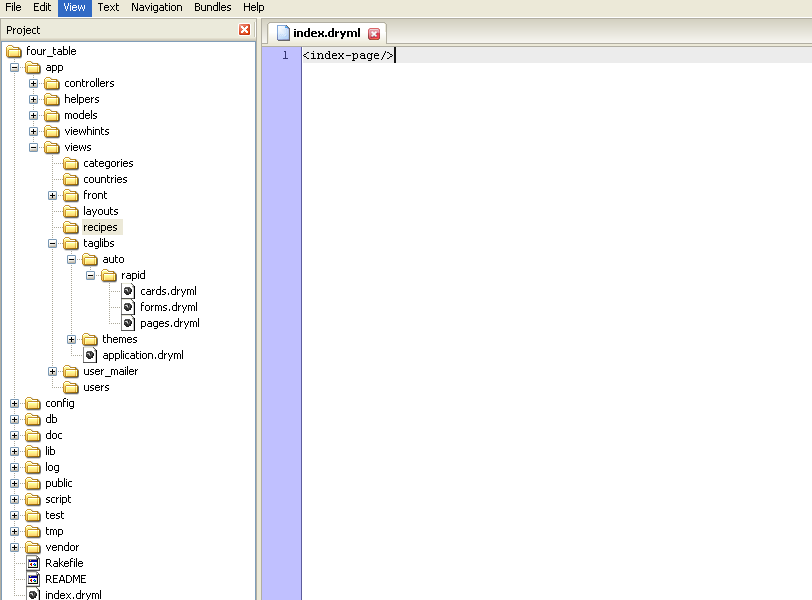 File Edit View Text Navigation Bundles Help
Project
index.dryml
1 <index-page/>
four_table
app
controllers
helpers
models
viewhints
views
categories
countries
front
layouts
recipes
taglibs
auto
rapid
cards.dryml
forms.dryml
pages.dryml
themes
application.dryml
user_mailer
users
config
db
doc
lib
log
public
script
test
tmp
vendor
Rakefile
README
index.dryml